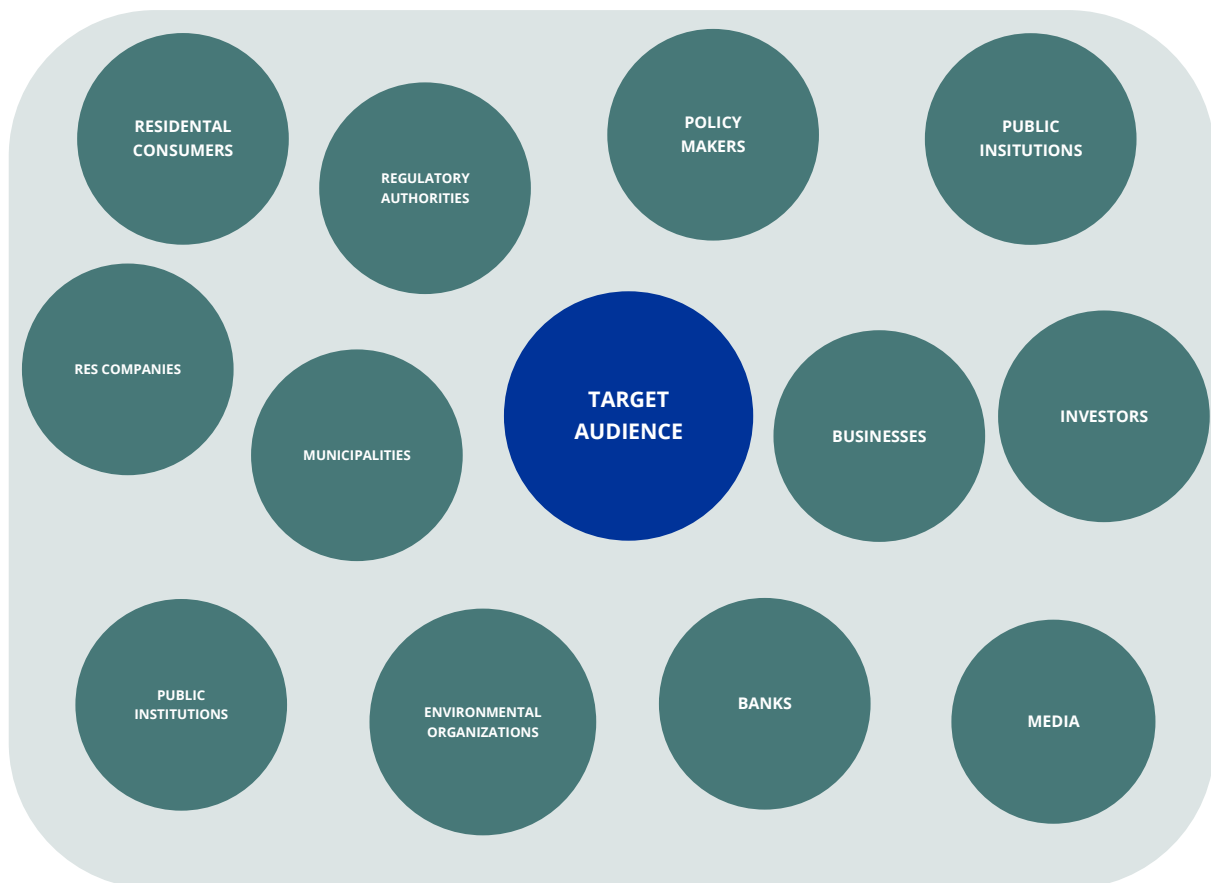 RESIDENTAL
CONSUMERS
REGULATORY
AUTHORITIES
POLICY
MAKERS
PUBLIC
INSITUTIONS
RES COMPANIES
MUNICIPALITIES
TARGET
AUDIENCE
BUSINESSES
INVESTORS
PUBLIC
INSTITUTIONS
ENVIRONMENTAL
ORGANIZATIONS
BANKS
MEDIA